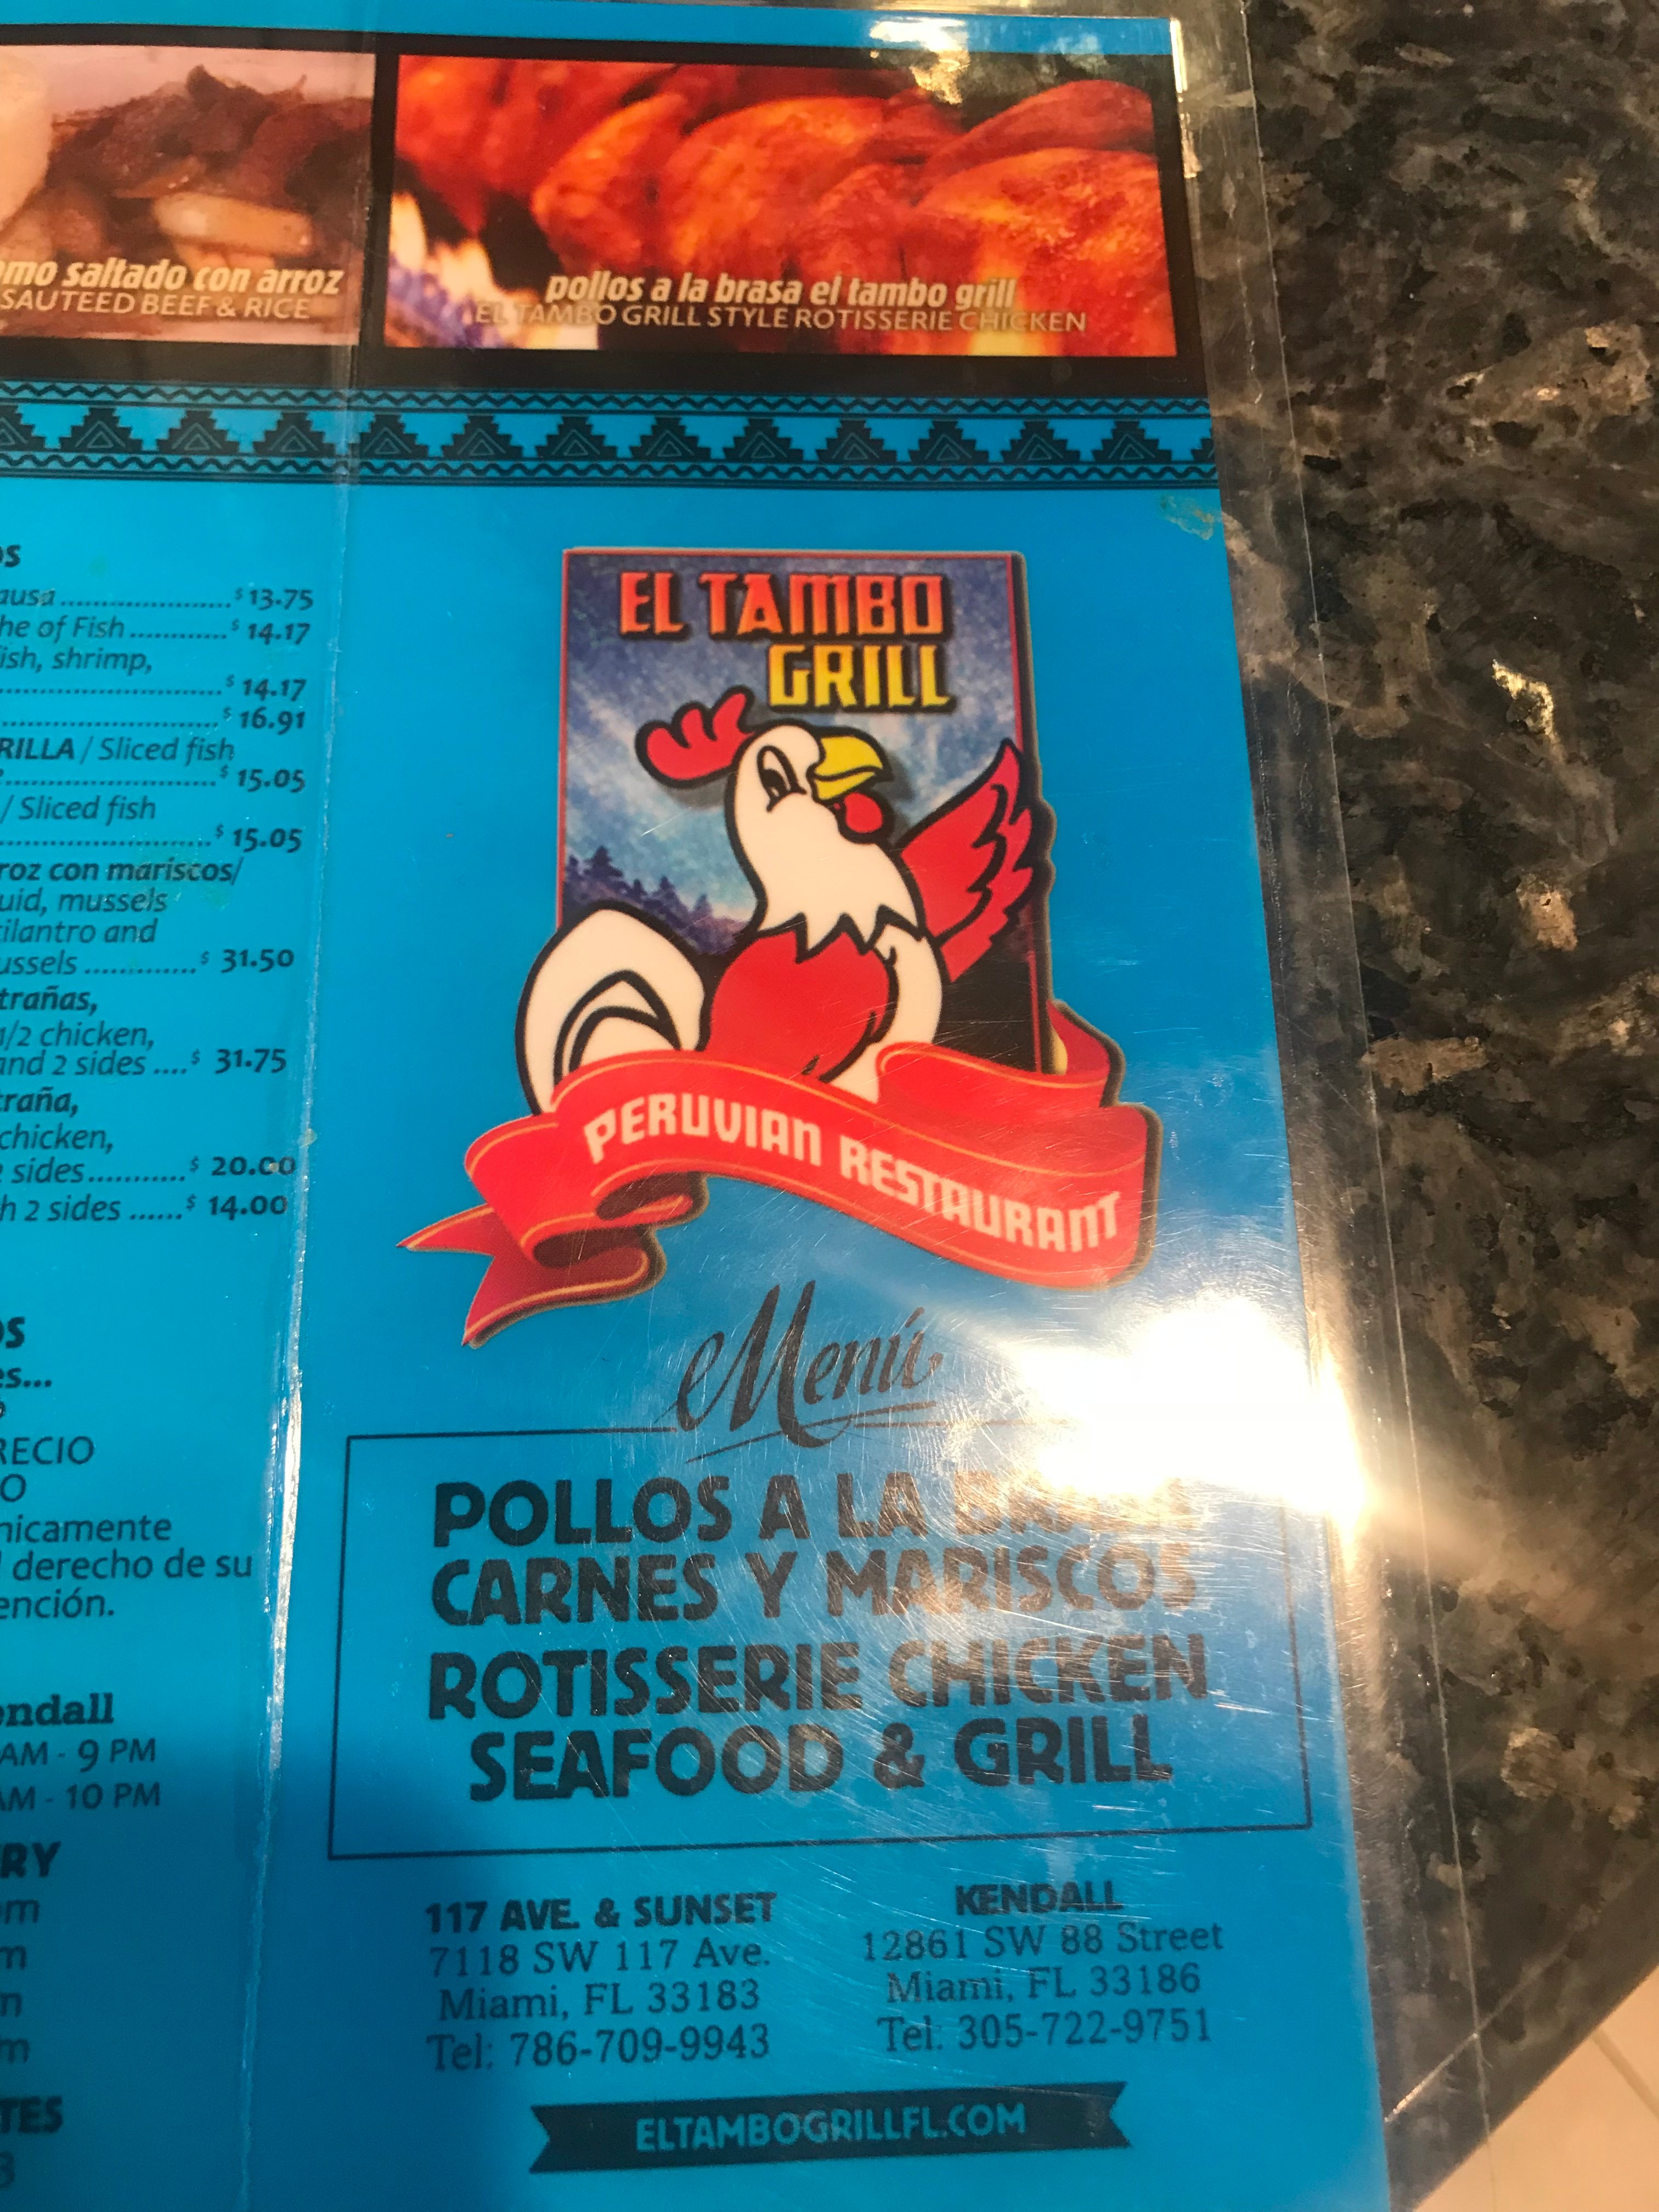 omo saltado con arroz
SAUTEED BEEF & RICE
pollos a la brasa el tambo grill
EL TAMBO GRILL STYLE ROTISSERIE CHICKEN
os
ausa ...................... $ 13.75
he of Fish ............ $ 14.17
ish, shrimp,
............................ $ 14.17
........................... $ 16.91
RILLA / Sliced fish
........................... $ 15.05
/ Sliced fish
........................... $ 15.05
roz con mariscos/
uid, mussels
cilantro and
ussels ............. $ 31.50
trañas,
1/2 chicken,
and 2 sides .... $ 31.75
traña,
chicken,
sides........... $ 20.00
h 2 sides ...... $ 14.00
os
es...
RECIO
O
nicamente
l derecho de su
ención.
endall
AM - 9 PM
AM - 10 PM
RY
om
m
m
m
TES
3
EL TAMBO
GRILL
PERUVIAN RESTAURANT
Menú
POLLOS A LA
CARNES Y MARISCOS
ROTISSERIE CHICKEN
SEAFOOD & GRILL
117 AVE. & SUNSET
7118 SW 117 Ave.
Miami, FL 33183
Tel: 786-709-9943
KENDALL
12861 SW 88 Street
Miami, FL 33186
Tel: 305-722-9751
ELTAMBOGRILLFL.COM